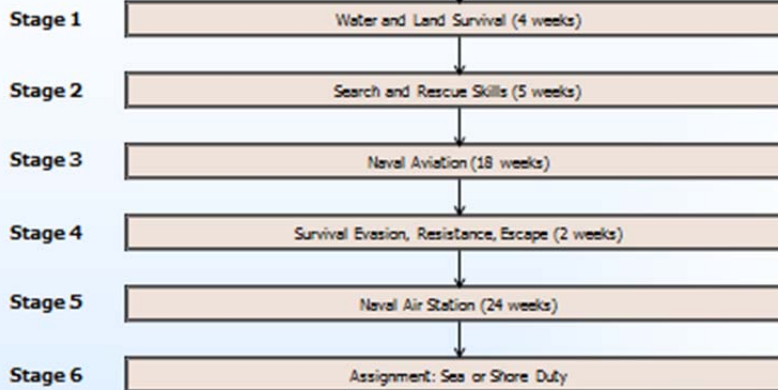 Stage 1 Water and Land Survival (4 weeks)
Stage 2 Search and Rescue Skills (5 weeks)
Stage 3 Naval Aviation (18 weeks)
Stage 4 Survival Evasion, Resistance, Escape (2 weeks)
Stage 5 Naval Air Station (24 weeks)
Stage 6 Assignment: Sea or Shore Duty